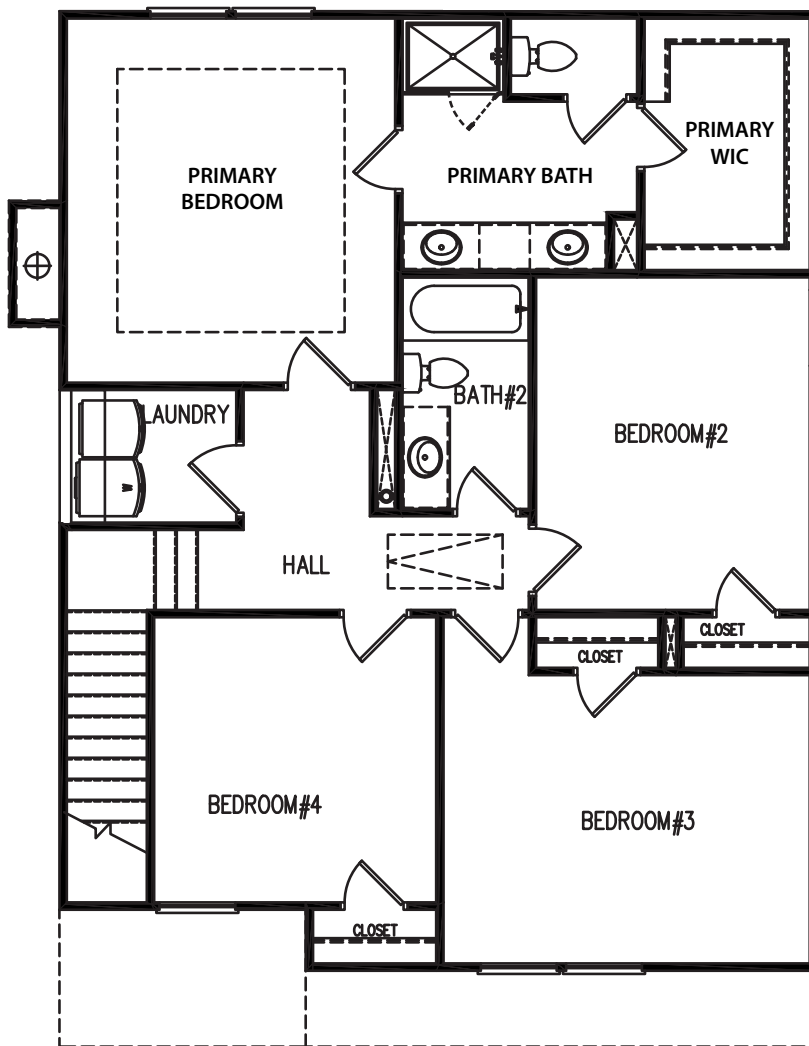 PRIMARY
BEDROOM
PRIMARY BATH
PRIMARY
WIC
LAUNDRY
W
BATH#2
BEDROOM#2
HALL
CLOSET
CLOSET
BEDROOM#4
BEDROOM#3
CLOSET